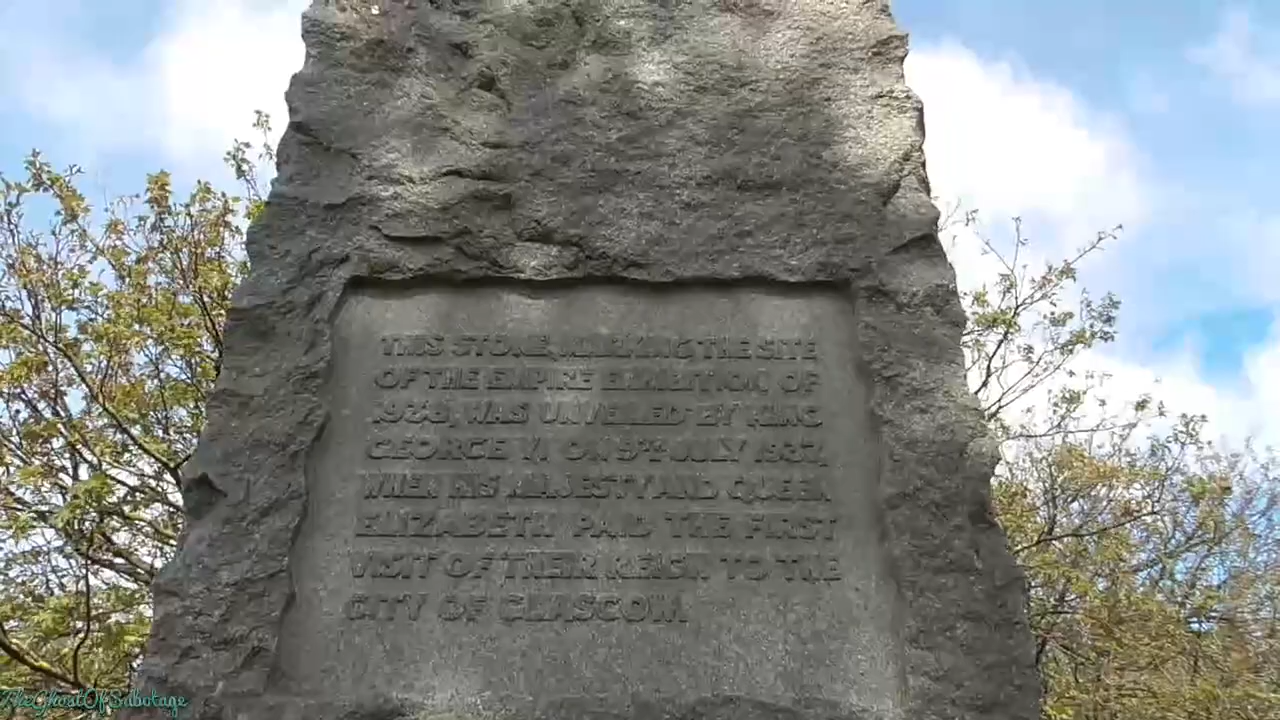 THIS STONE, MARKING THE SITE
OF THE EMPIRE EXHIBITION OF
1938, WAS UNVEILED BY KING
GEORGE VI ON 9TH JULY 1937,
WHEN HIS MAJESTY AND QUEEN
ELIZABETH PAID THE FIRST
VISIT OF THEIR REIGN TO THE
CITY OF GLASGOW.
TheGhostOfSabotage